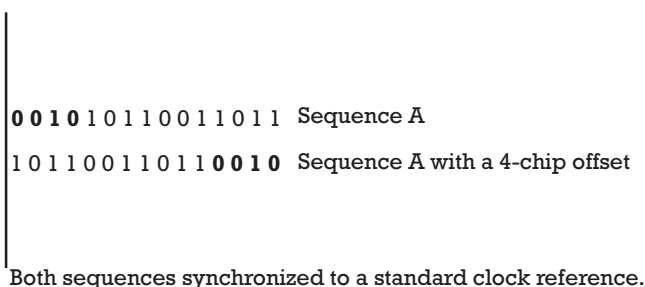 0 0 1 0 1 0 1 1 0 0 1 1 0 1 1 Sequence A
1 0 1 1 0 0 1 1 0 1 1 0 0 1 0 Sequence A with a 4-chip offset
Both sequences synchronized to a standard clock reference.